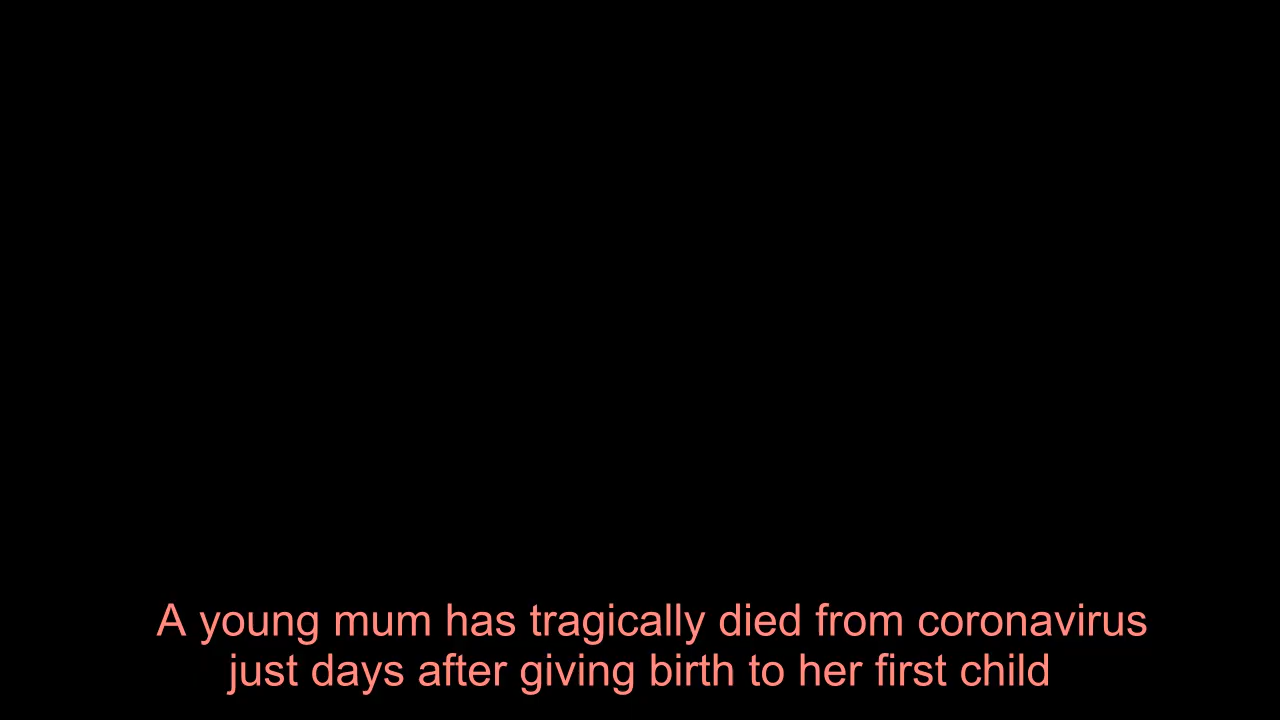 A young mum has tragically died from coronavirus
just days after giving birth to her first child